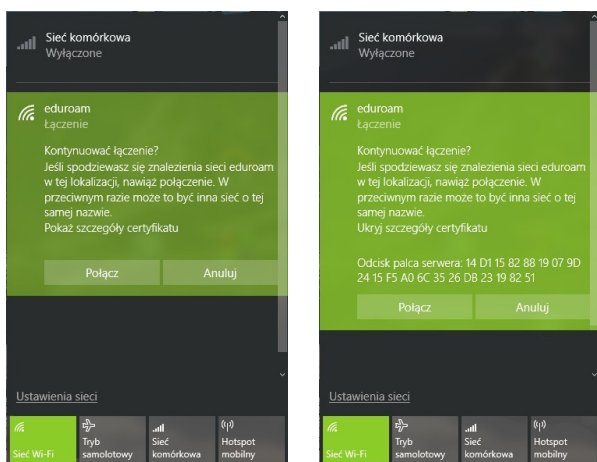 Sieć komórkowa
Wyłączone
eduroam
Łączenie
Kontynuować łączenie?
Jeśli spodziewasz się znalezienia sieci eduroam
w tej lokalizacji, nawiąż połączenie. W
przeciwnym razie może to być inna sieć o tej
samej nazwie.
Pokaż szczegóły certyfikatu
Połącz Anuluj
Ustawienia sieci
Sieć Wi-Fi
Tryb
samolotowy
Sieć
komórkowa
Hotspot
mobilny
Sieć komórkowa
Wyłączone
eduroam
Łączenie
Kontynuować łączenie?
Jeśli spodziewasz się znalezienia sieci eduroam
w tej lokalizacji, nawiąż połączenie. W
przeciwnym razie może to być inna sieć o tej
samej nazwie.
Ukryj szczegóły certyfikatu
Odcisk palca serwera: 14 D1 15 82 88 19 07 9D
24 15 F5 A0 6C 35 26 DB 23 19 82 51
Połącz Anuluj
Ustawienia sieci
Sieć Wi-Fi
Tryb
samolotowy
Sieć
komórkowa
Hotspot
mobilny